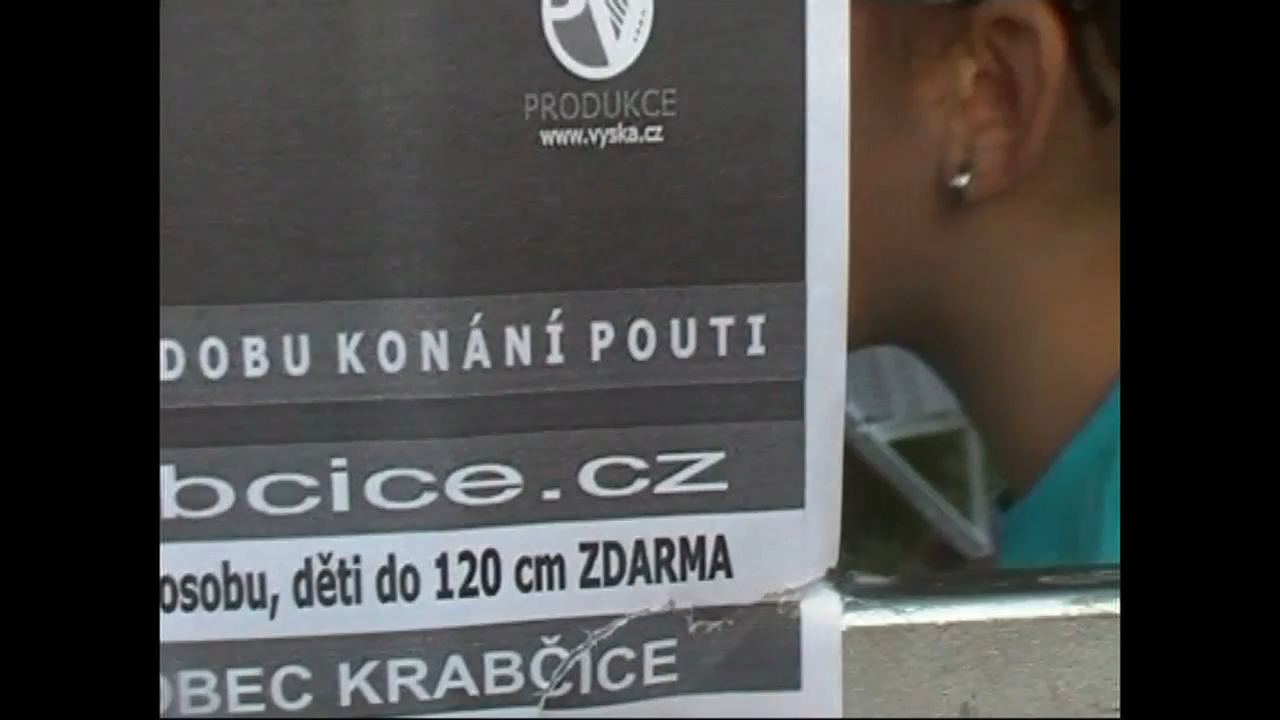 PRODUKCE
www.vyska.cz
DOBU KONÁNÍ POUTI
bcice.cz
osobu, děti do 120 cm ZDARMA
OBEC KRABČICE